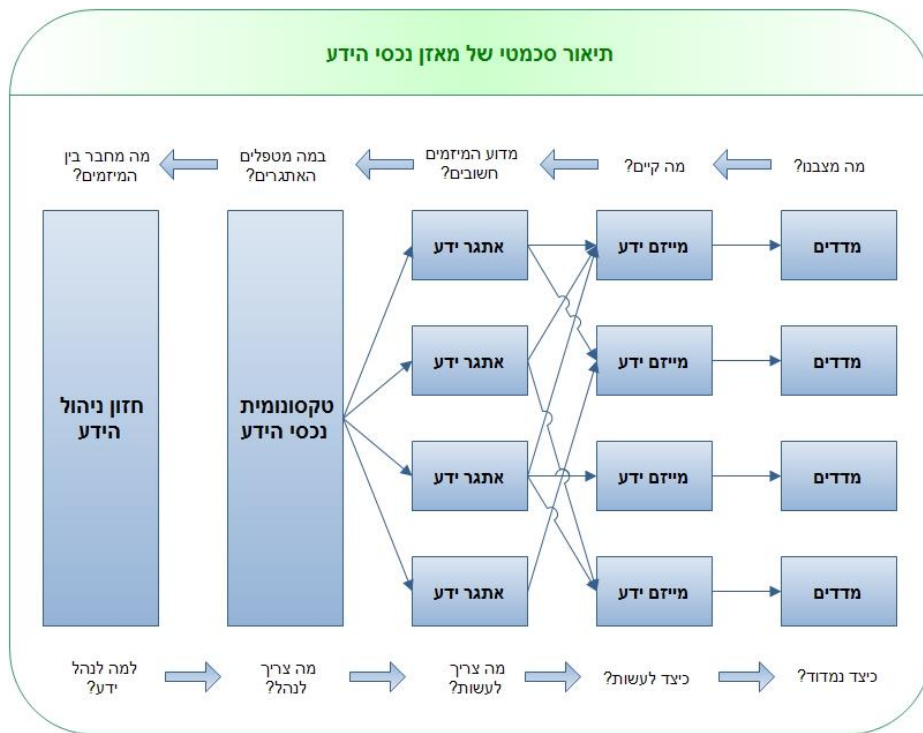 תיאור סכמטי של מאזן נכסי הידע
מה מצבנו?
מה קיים?
מדוע המיזמים
חשובים?
במה מטפלים
האתגרים?
מה מחבר בין
המיזמים?
חזון ניהול
הידע
טקסונומית
נכסי הידע
אתגר ידע
מייזם ידע
מדדים
אתגר ידע
מייזם ידע
מדדים
אתגר ידע
מייזם ידע
מדדים
אתגר ידע
מייזם ידע
מדדים
למה לנהל
ידע?
מה צריך
לנהל?
מה צריך
לעשות?
כיצד לעשות?
כיצד נמדוד?